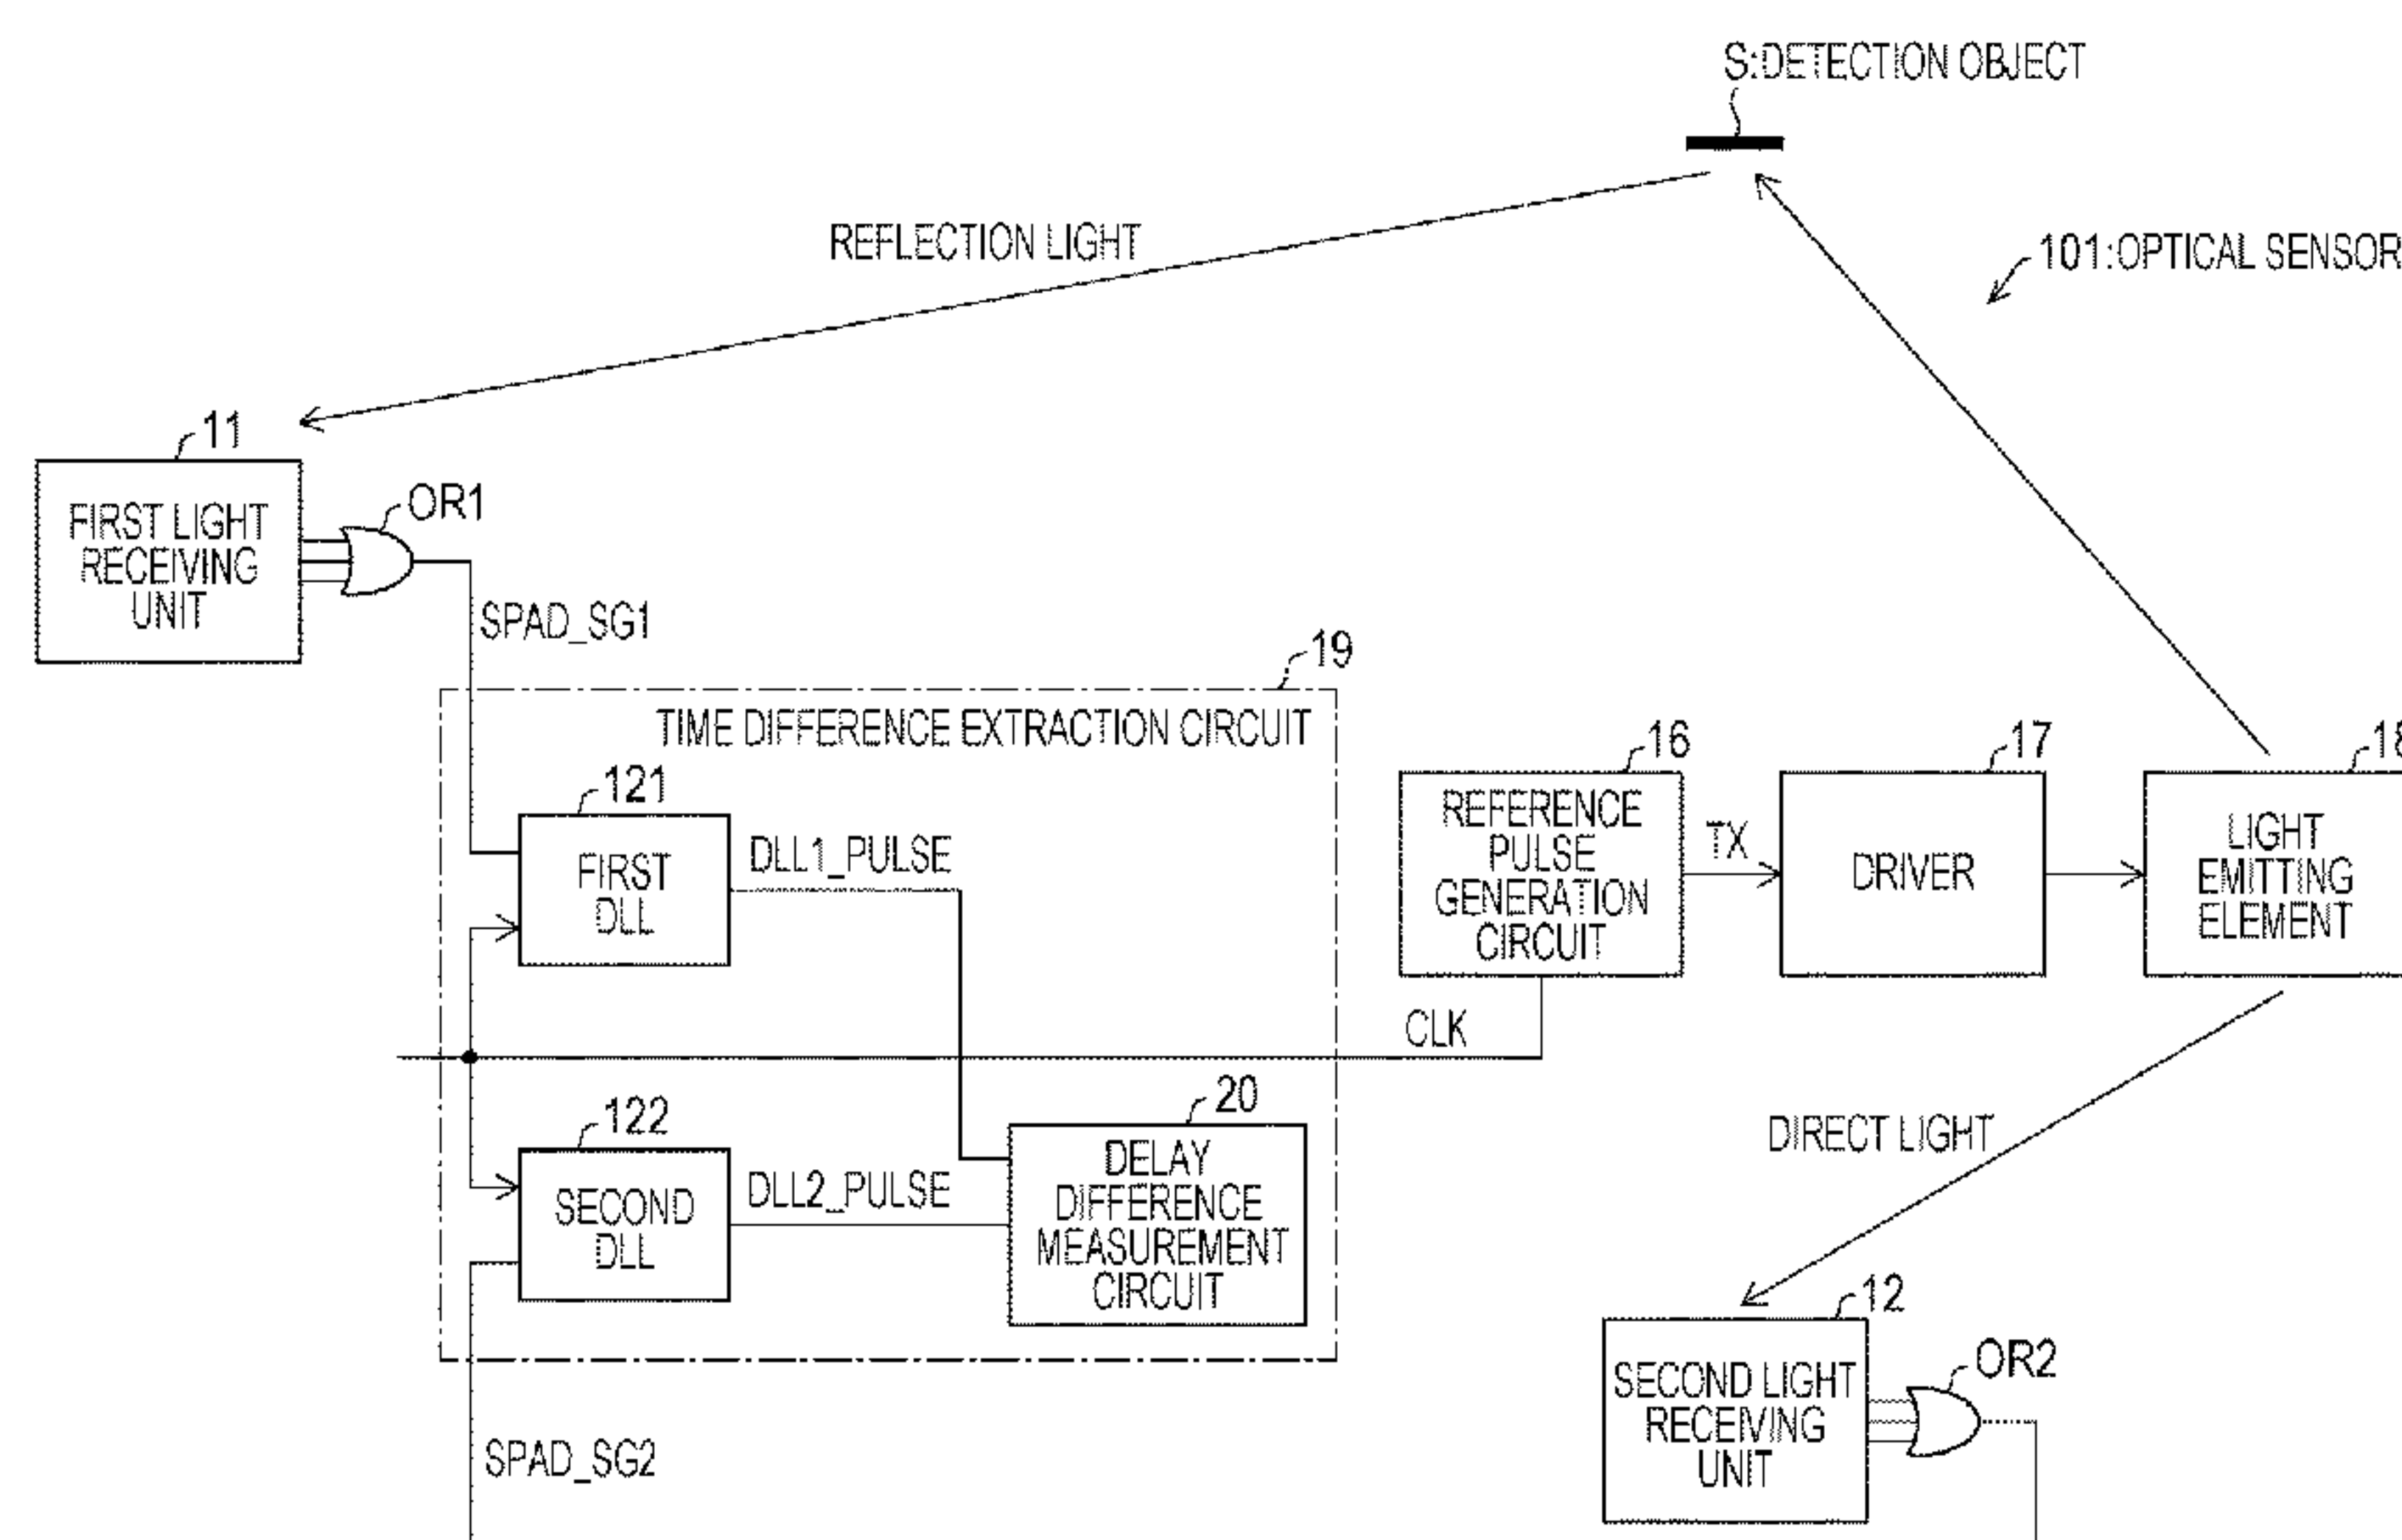 S:DETECTION OBJECT
REFLECTION LIGHT
101:OPTICAL SENSOR
11
FIRST LIGHT
RECEIVING
UNIT
OR1
SPAD_SG1
19
TIME DIFFERENCE EXTRACTION CIRCUIT
121
FIRST
DLL
DLL1_PULSE
16
REFERENCE
PULSE
GENERATION
CIRCUIT
TX
17
DRIVER
18
LIGHT
EMITTING
ELEMENT
CLK
122
SECOND
DLL
DLL2_PULSE
20
DELAY
DIFFERENCE
MEASUREMENT
CIRCUIT
DIRECT LIGHT
12
SECOND LIGHT
RECEIVING
UNIT
OR2
SPAD_SG2